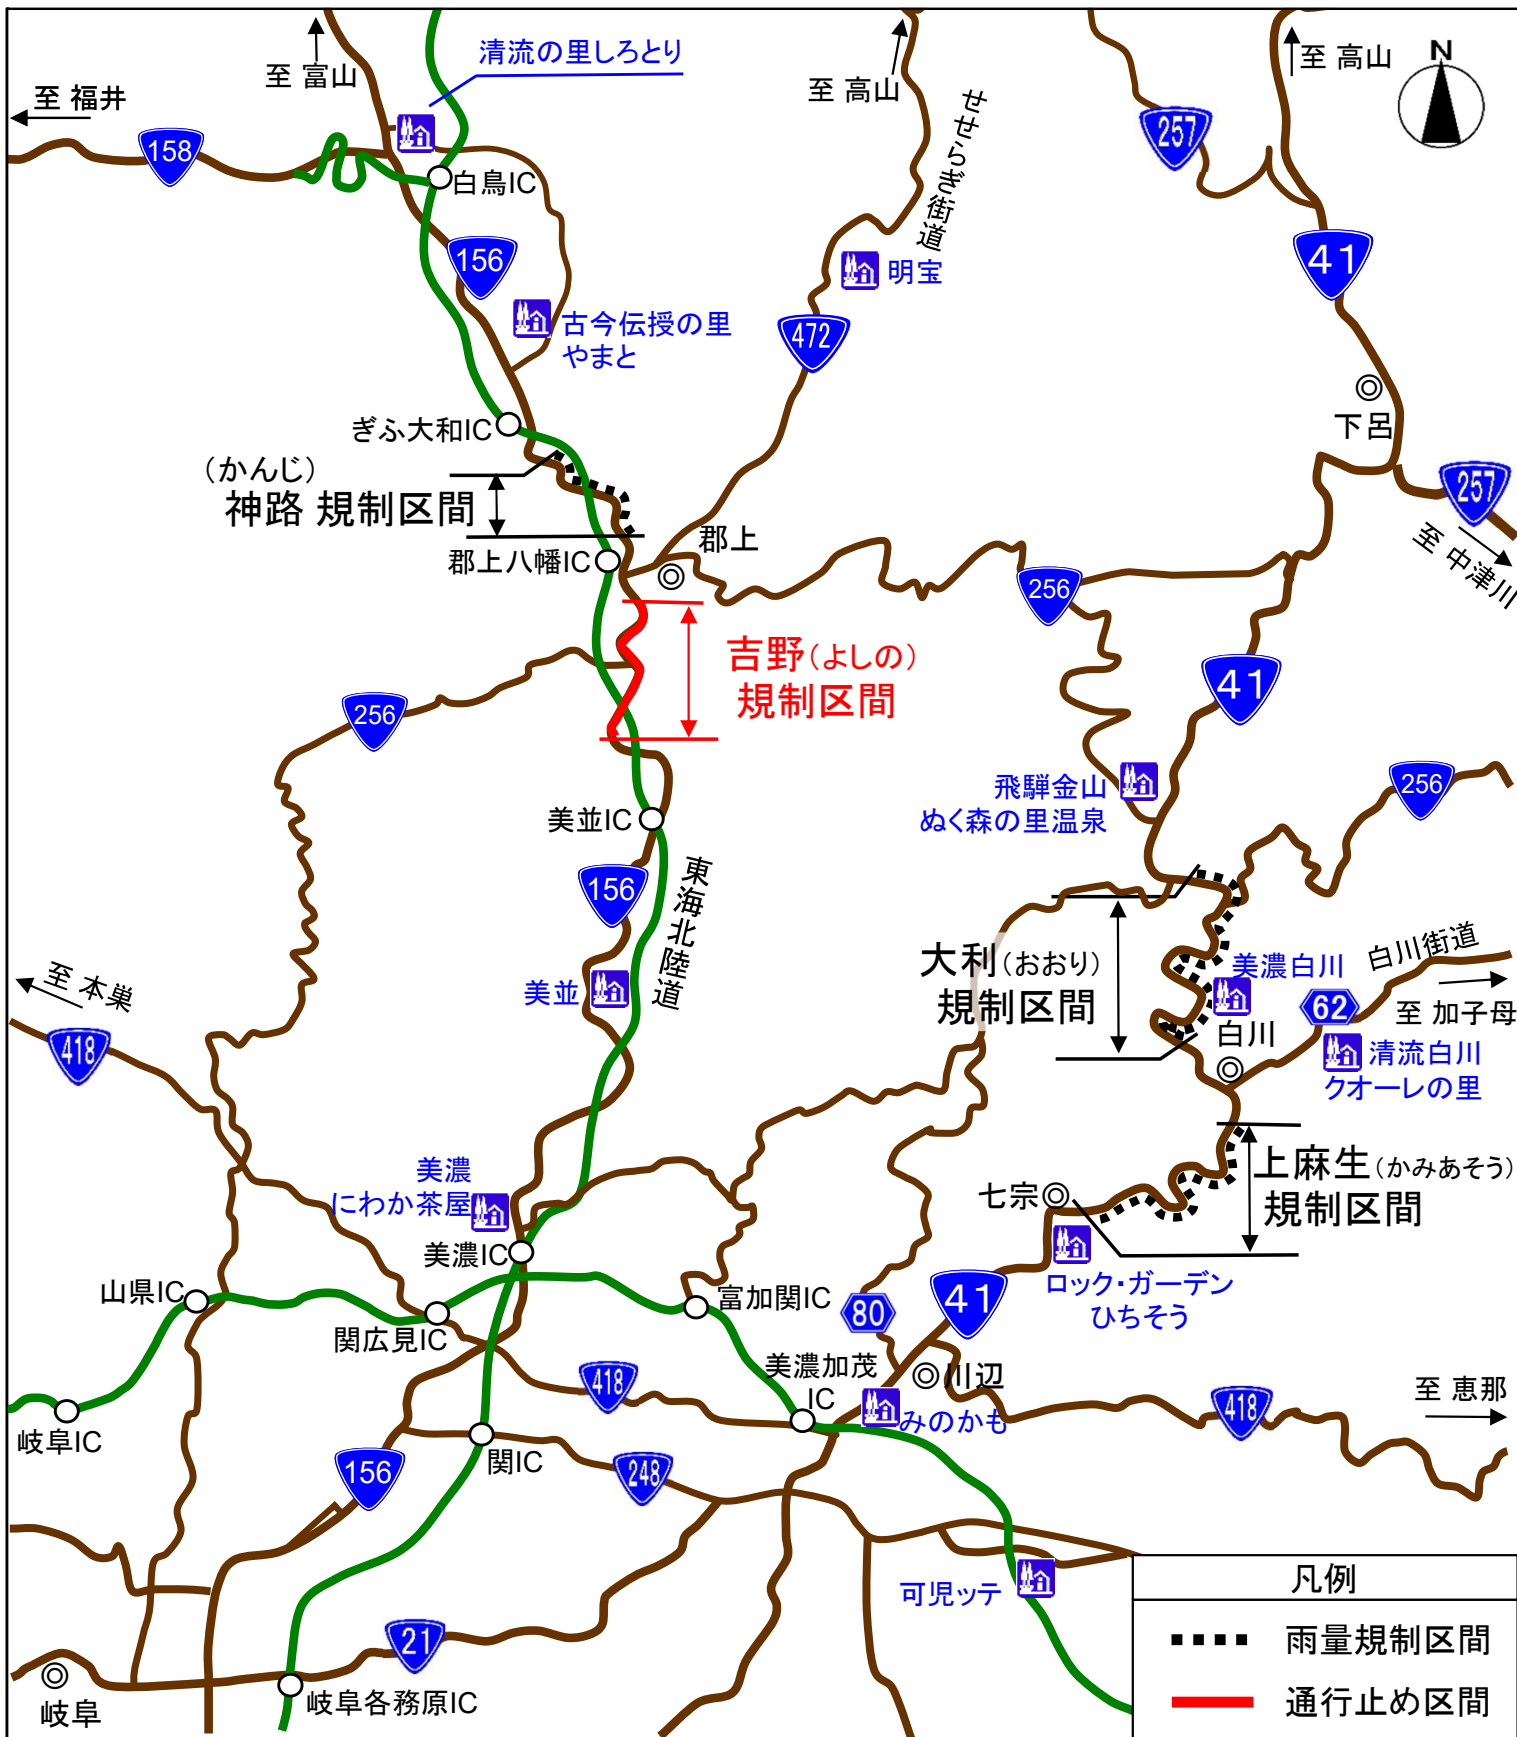 至 富山
清流の里しろとり
至 高山
至 高山
N
至 福井
せせらぎ街道
158
257
白鳥IC
156
明宝
41
古今伝授の里
やまと
472
下呂
ぎふ大和IC
(かんじ)
神路 規制区間
257
至 中津川
郡上
郡上八幡IC
256
吉野(よしの)
規制区間
41
256
飛騨金山
ぬく森の里温泉
256
美並IC
156
東海北陸道
大利(おおり)
規制区間
美濃白川
白川街道
至 本巣
美並
62
至 加子母
418
白川
清流白川
クオーレの里
美濃
にわか茶屋
上麻生(かみあそう)
規制区間
七宗
美濃IC
山県IC
富加関IC
80
41
ロック・ガーデン
ひちそう
関広見IC
美濃加茂
IC
川辺
418
至 恵那
418
みのかも
岐阜IC
関IC
156
248
可児ッテ
凡例
雨量規制区間
通行止め区間
21
岐阜
岐阜各務原IC